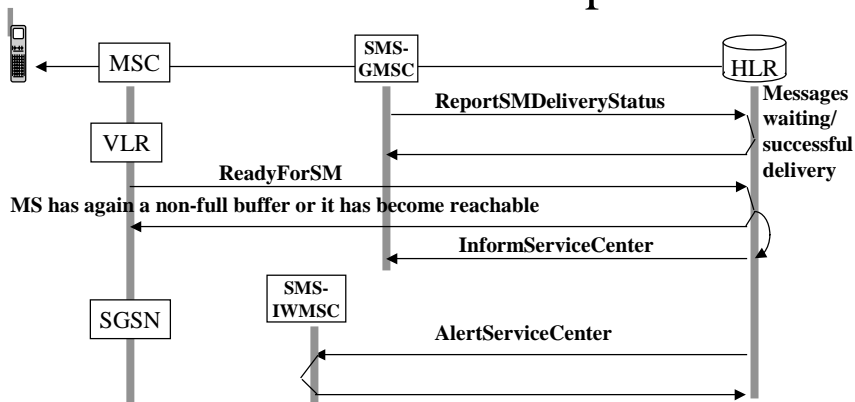 MSC
SMS-
GMSC
HLR
ReportSMDeliveryStatus
Messages
waiting/
successful
delivery
VLR
ReadyForSM
MS has again a non-full buffer or it has become reachable
InformServiceCenter
SMS-
IWMSC
SGSN
AlertServiceCenter